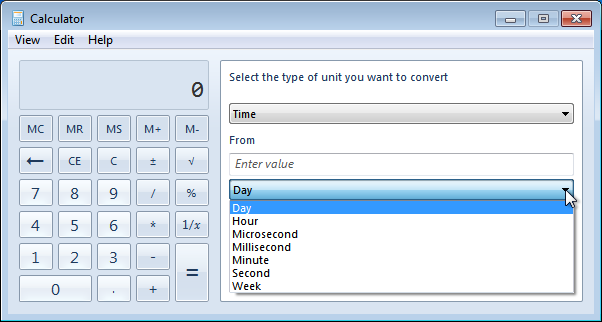 Calculator
View Edit Help
0
MC MR MS M+ M-
← CE C ± √
7 8 9 / %
4 5 6 * 1/x
1 2 3 - =
0 . +
Select the type of unit you want to convert
Time
From
Enter value
Day
Day
Hour
Microsecond
Millisecond
Minute
Second
Week